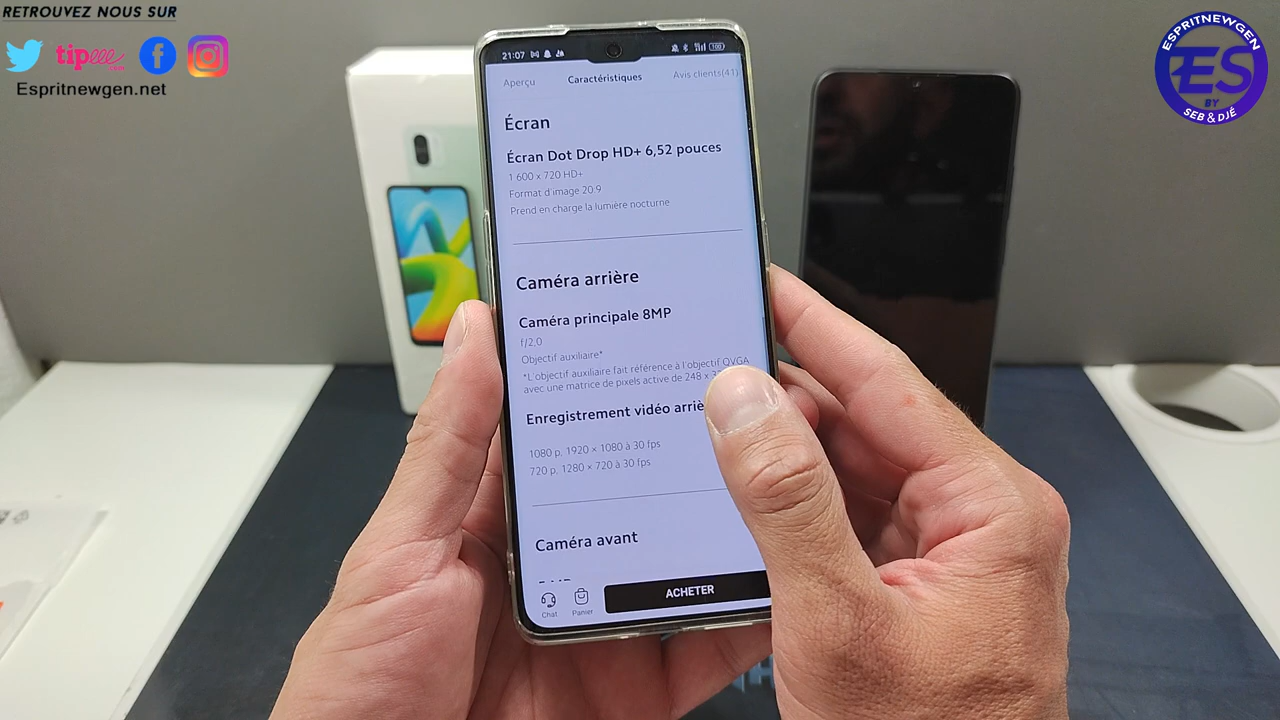 RETROUVEZ NOUS SUR
tipeee
.com
Espritnewgen.net
ESPRITNEWGEN
ES
BY
SEB & DJÉ
21:07
100
Aperçu
Caractéristiques
Avis clients(41)
Écran
Écran Dot Drop HD+ 6,52 pouces
1 600 x 720 HD+
Format d'image 20:9
Prend en charge la lumière nocturne
Caméra arrière
Caméra principale 8MP
f/2,0
Objectif auxiliaire*
*L'objectif auxiliaire fait référence à l'objectif QVGA
avec une matrice de pixels active de 248 x
Enregistrement vidéo
1080 p. 1920 × 1080 à 30 fps
720 p. 1280 × 720 à 30 fps
Caméra avant
Chat
Panier
ACHETER